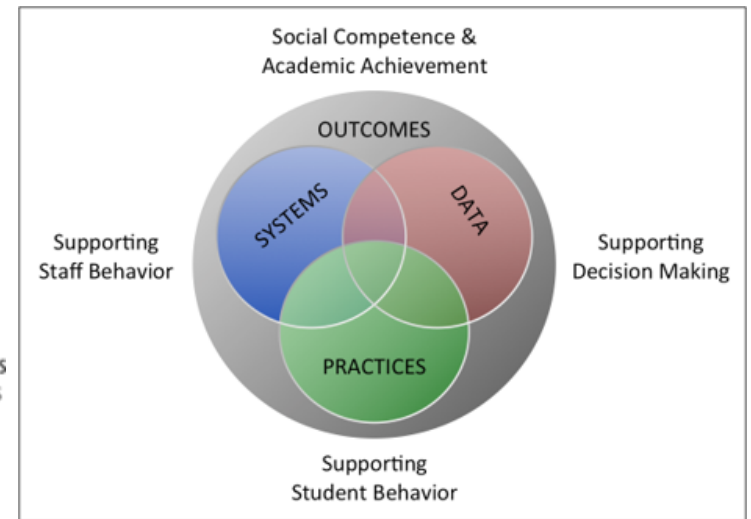 Social Competence &
Academic Achievement
OUTCOMES
SYSTEMS
DATA
Supporting
Staff Behavior
Supporting
Decision Making
PRACTICES
Supporting
Student Behavior